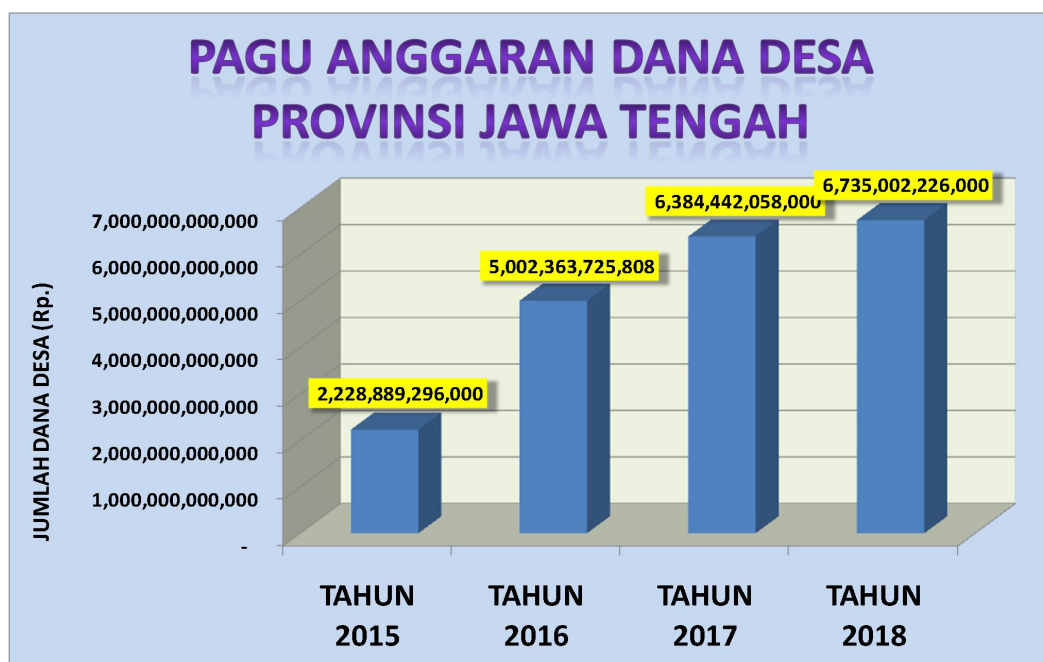 PAGU ANGGARAN DANA DESA
PROVINSI JAWA TENGAH
JUMLAH DANA DESA (Rp.)
7,000,000,000,000
6,000,000,000,000
5,000,000,000,000
4,000,000,000,000
3,000,000,000,000
2,000,000,000,000
1,000,000,000,000
-
2,228,889,296,000
5,002,363,725,808
6,384,442,058,000
6,735,002,226,000
TAHUN
2015
TAHUN
2016
TAHUN
2017
TAHUN
2018